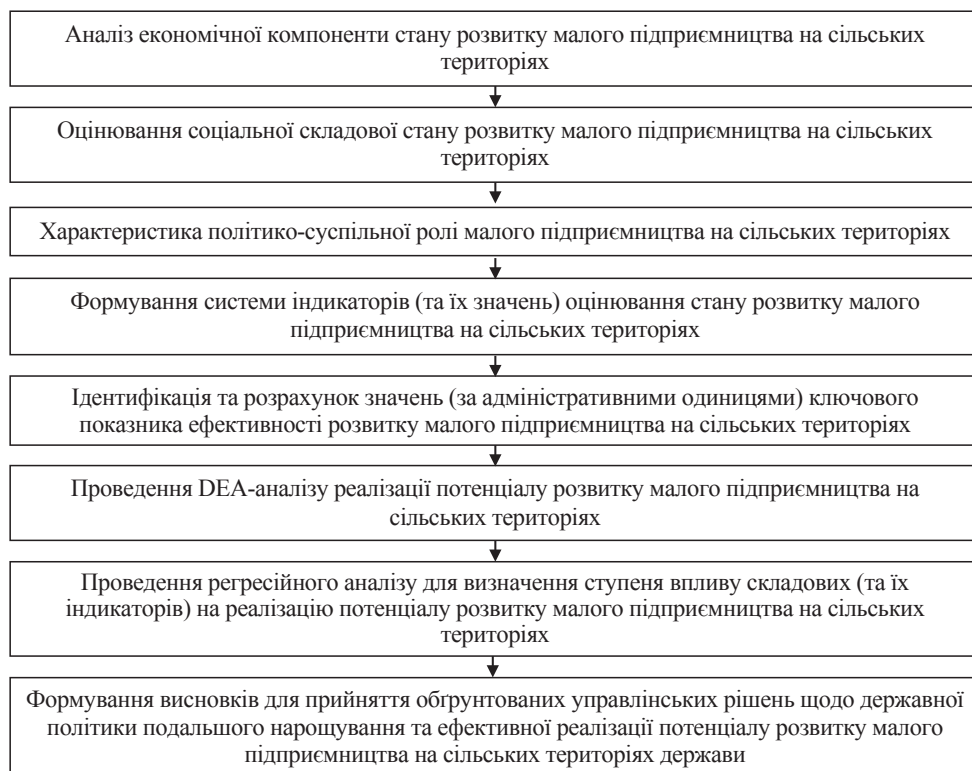 Аналіз економічної компоненти стану розвитку малого підприємництва на сільських
територіях
Оцінювання соціальної складової стану розвитку малого підприємництва на сільських
територіях
Характеристика політико-суспільної ролі малого підприємництва на сільських територіях
Формування системи індикаторів (та їх значень) оцінювання стану розвитку малого
підприємництва на сільських територіях
Ідентифікація та розрахунок значень (за адміністративними одиницями) ключового
показника ефективності розвитку малого підприємництва на сільських територіях
Проведення DEA-аналізу реалізації потенціалу розвитку малого підприємництва на
сільських територіях
Проведення регресійного аналізу для визначення ступеня впливу складових (та їх
індикаторів) на реалізацію потенціалу розвитку малого підприємництва на сільських
територіях
Формування висновків для прийняття обґрунтованих управлінських рішень щодо державної
політики подальшого нарощування та ефективної реалізації потенціалу розвитку малого
підприємництва на сільських територіях держави